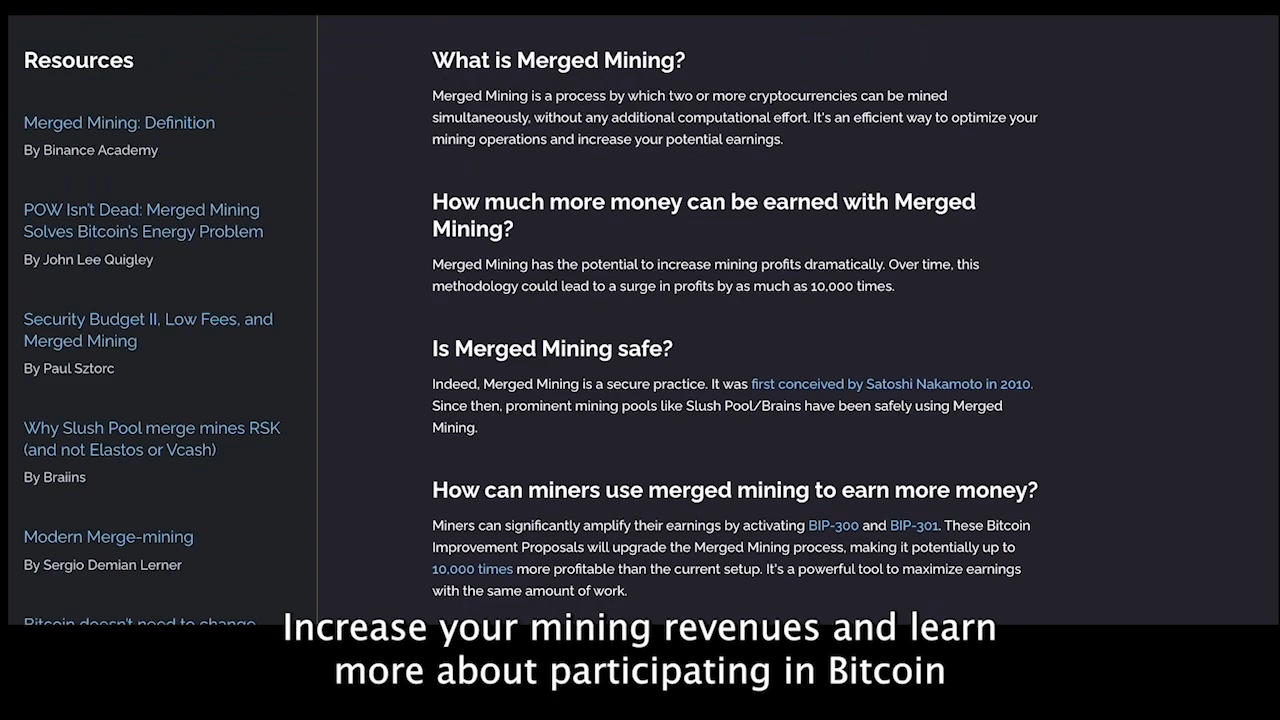 Resources
Merged Mining: Definition
By Binance Academy
POW Isn't Dead: Merged Mining
Solves Bitcoin's Energy Problem
By John Lee Quigley
Security Budget II, Low Fees, and
Merged Mining
By Paul Sztorc
Why Slush Pool merge mines RSK
(and not Elastos or Vcash)
By Braiins
Modern Merge-mining
By Sergio Demian Lerner
Bitcoin doesn't need to change
What is Merged Mining?
Merged Mining is a process by which two or more cryptocurrencies can be mined
simultaneously, without any additional computational effort. It's an efficient way to optimize your
mining operations and increase your potential earnings.
How much more money can be earned with Merged
Mining?
Merged Mining has the potential to increase mining profits dramatically. Over time, this
methodology could lead to a surge in profits by as much as 10,000 times.
Is Merged Mining safe?
Indeed, Merged Mining is a secure practice. It was first conceived by Satoshi Nakamoto in 2010.
Since then, prominent mining pools like Slush Pool/Brains have been safely using Merged
Mining.
How can miners use merged mining to earn more money?
Miners can significantly amplify their earnings by activating BIP-300 and BIP-301. These Bitcoin
Improvement Proposals will upgrade the Merged Mining process, making it potentially up to
10,000 times more profitable than the current setup. It's a powerful tool to maximize earnings
with the same amount of work.
Increase your mining revenues and learn
more about participating in Bitcoin